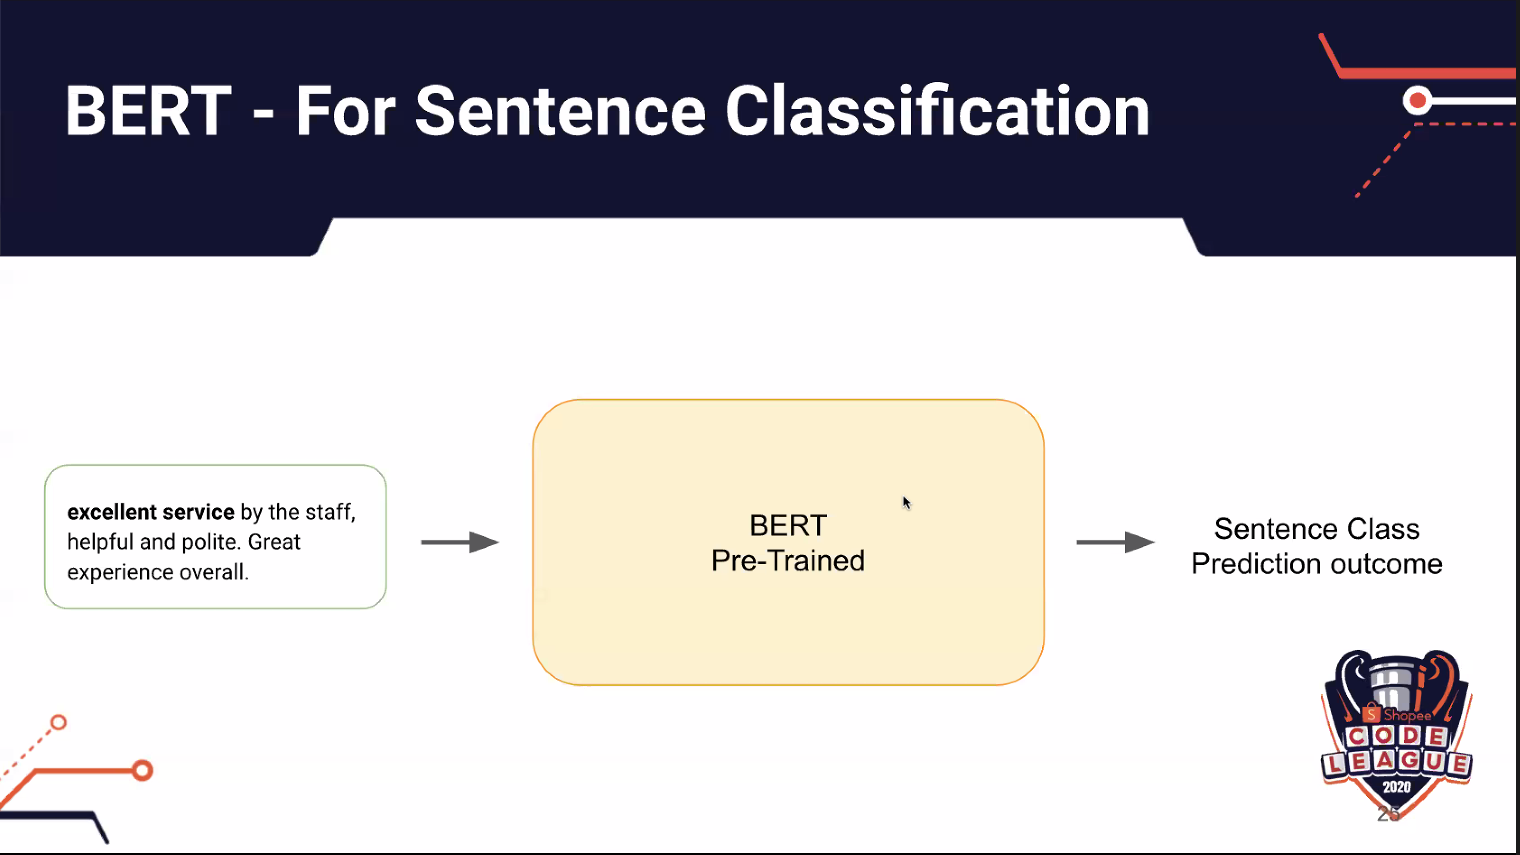 BERT - For Sentence Classification
excellent service by the staff,
helpful and polite. Great
experience overall.
BERT
Pre-Trained
Sentence Class
Prediction outcome
S Shopee
CODE
LEAGUE
2020